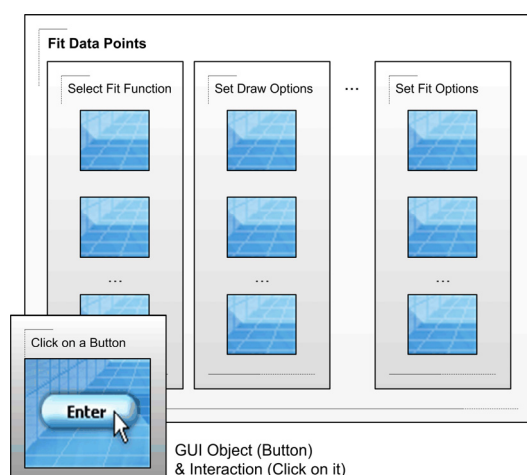 Fit Data Points
Select Fit Function
Set Draw Options
...
Set Fit Options
...
...
...
Click on a Button
Enter
GUI Object (Button)
& Interaction (Click on it)